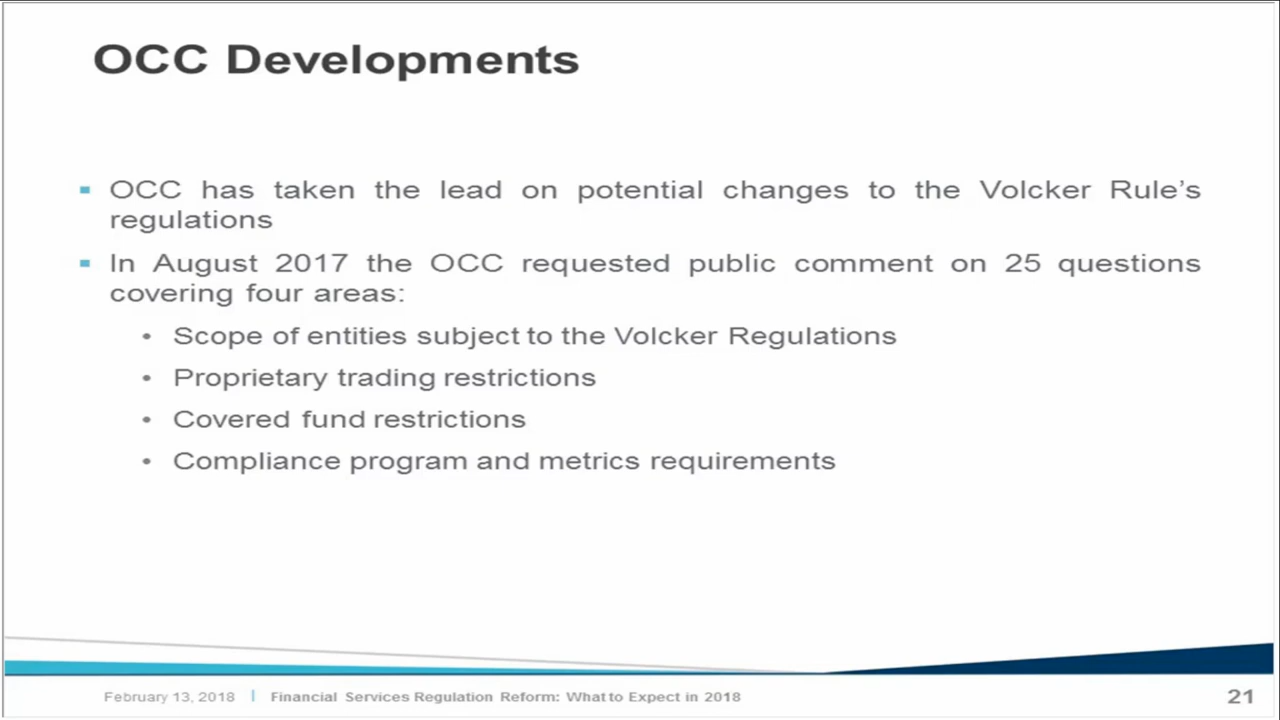 OCC Developments
OCC has taken the lead on potential changes to the Volcker Rule’s
regulations
In August 2017 the OCC requested public comment on 25 questions
covering four areas:
Scope of entities subject to the Volcker Regulations
Proprietary trading restrictions
Covered fund restrictions
Compliance program and metrics requirements
February 13, 2018 | Financial Services Regulation Reform: What to Expect in 2018
21